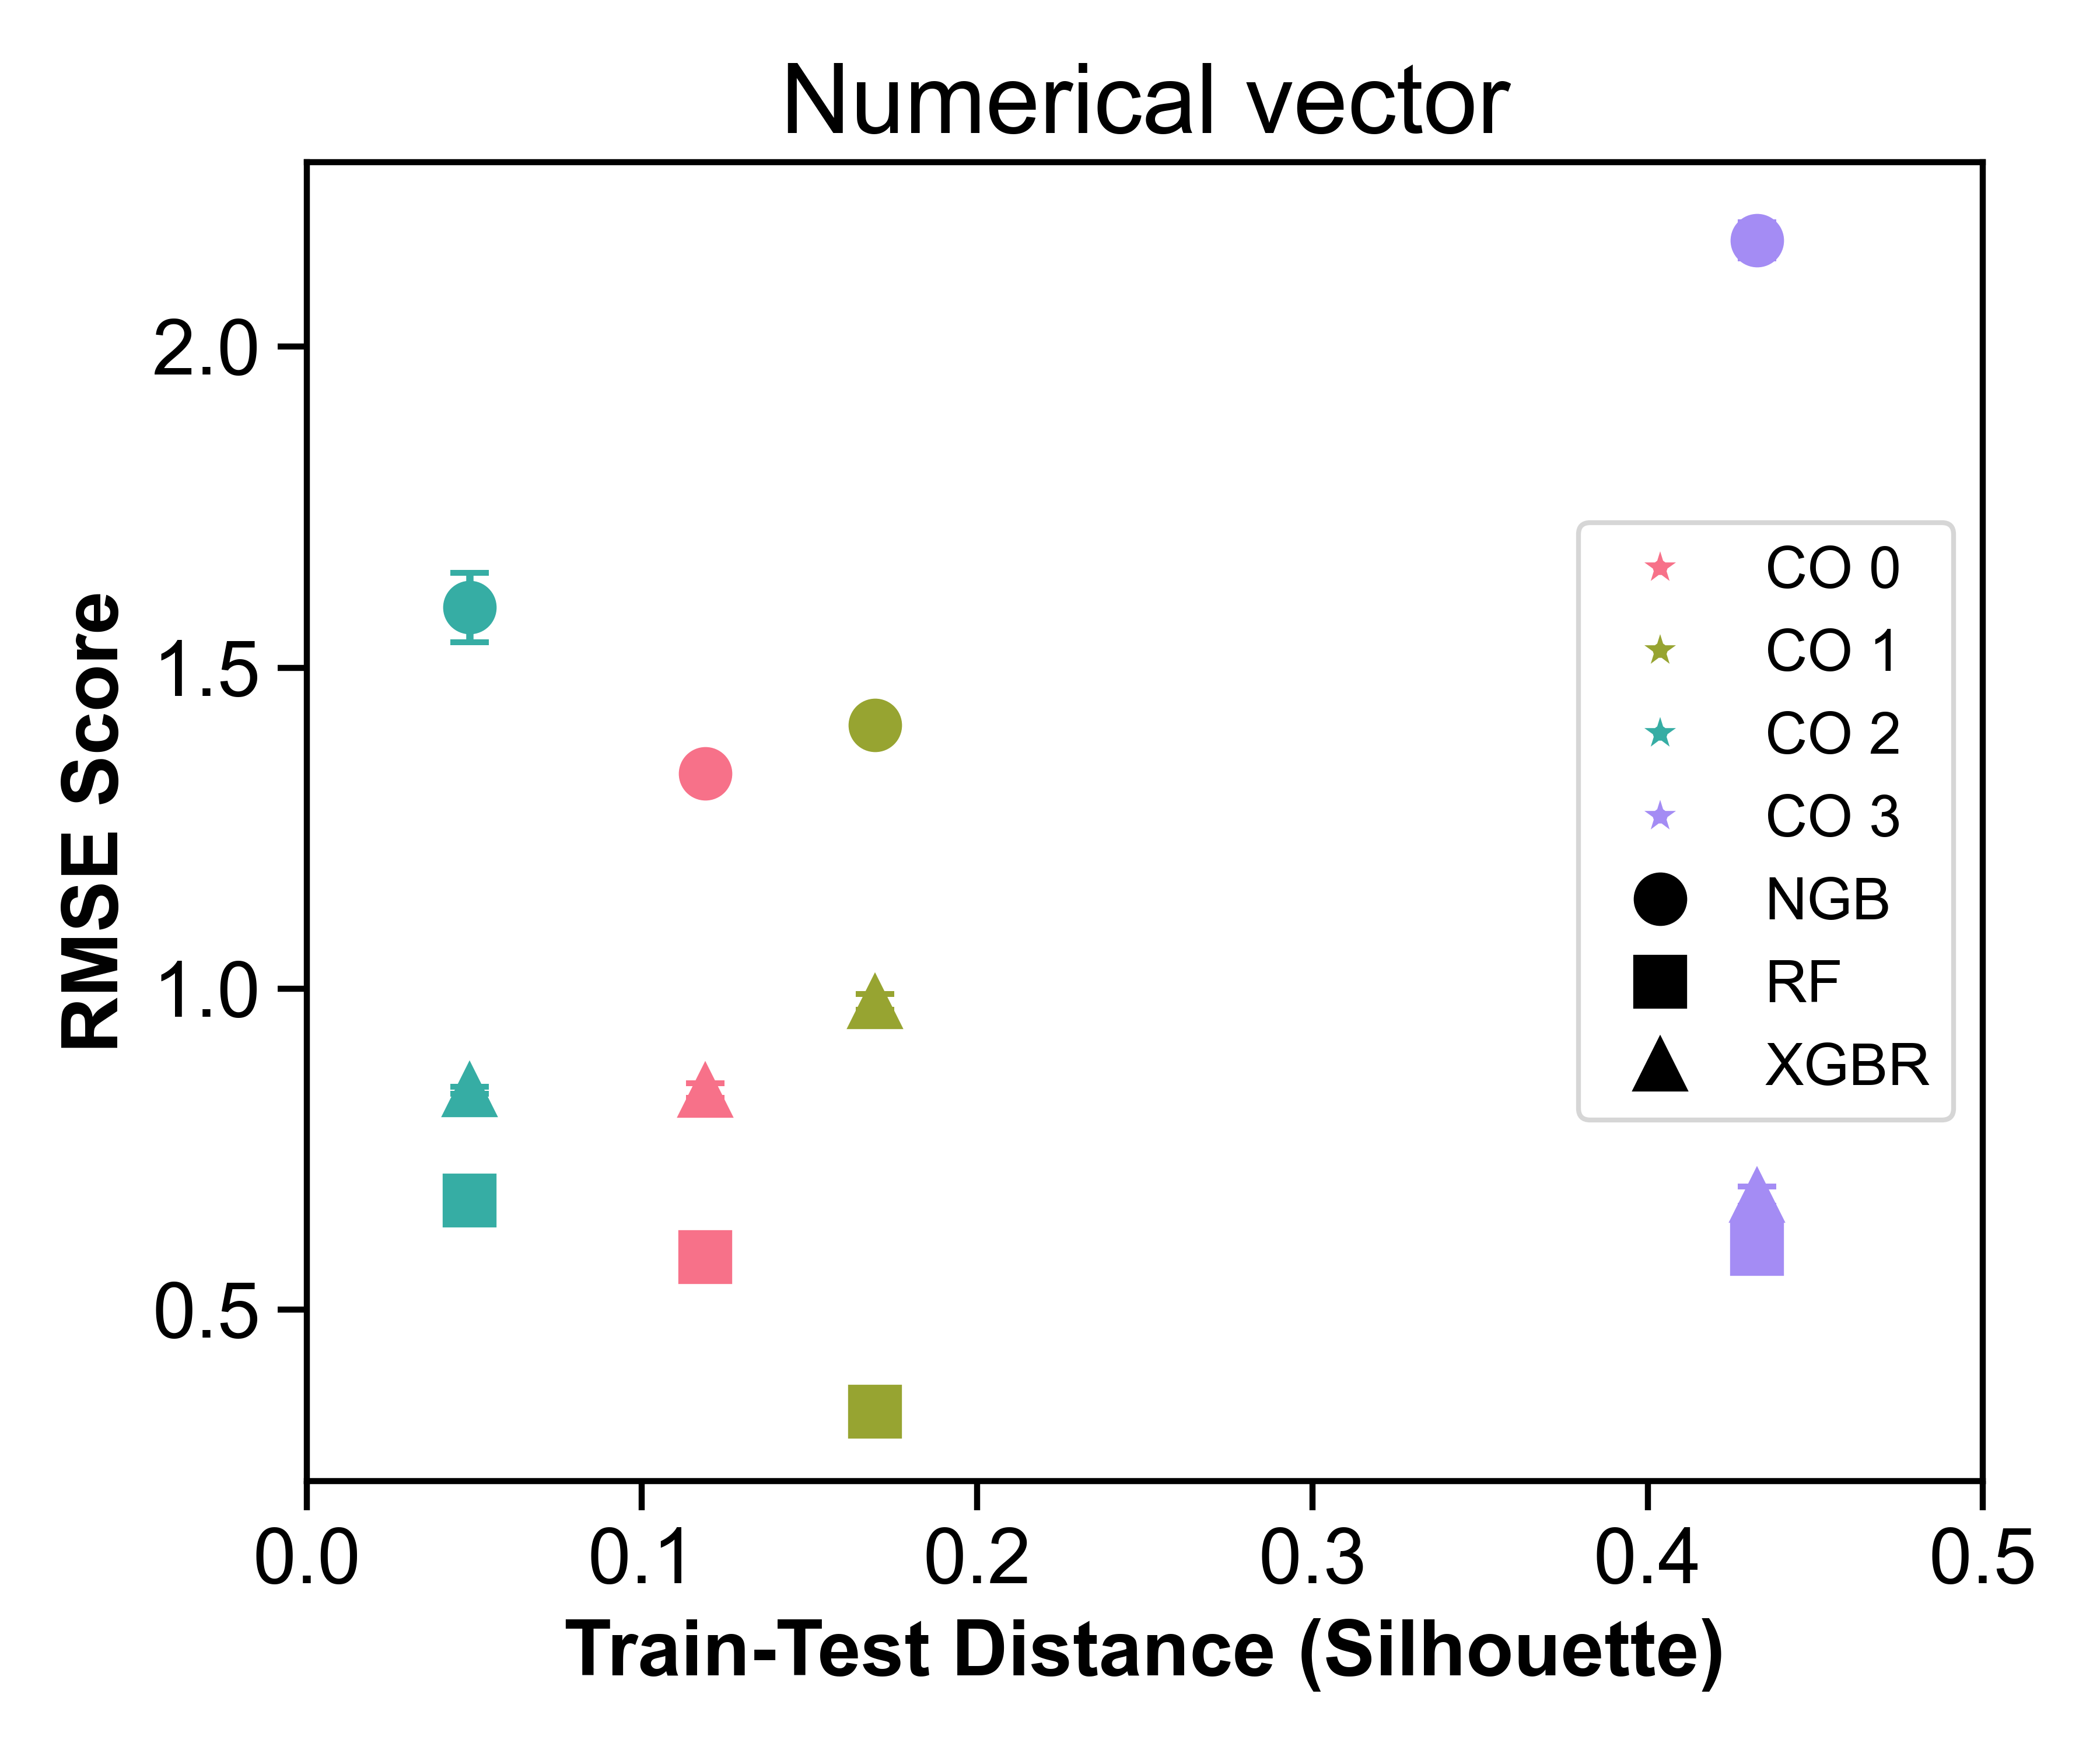 Numerical vector
RMSE Score
2.0
1.5
1.0
0.5
CO 0
CO 1
CO 2
CO 3
NGB
RF
XGBR
0.0 0.1 0.2 0.3 0.4 0.5
Train-Test Distance (Silhouette)